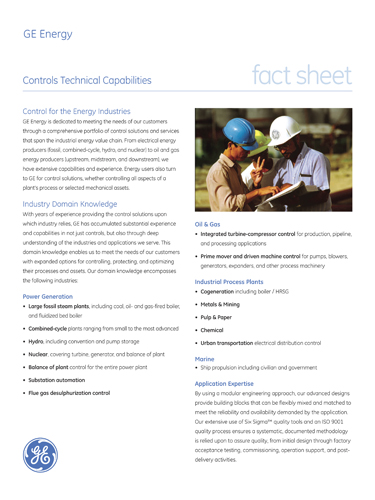 GE Energy
Controls Technical Capabilities
fact sheet
Control for the Energy Industries
GE Energy is dedicated to meeting the needs of our customers
through a comprehensive portfolio of control solutions and services
that span the industrial energy value chain. From electrical energy
producers (fossil, combined-cycle, hydro, and nuclear) to oil and gas
energy producers (upstream, midstream, and downstream), we
have extensive capabilities and experience. Energy users also turn
to GE for control solutions, whether controlling all aspects of a
plant's process or selected mechanical assets.
Industry Domain Knowledge
With years of experience providing the control solutions upon
which industry relies, GE has accumulated substantial experience
and capabilities in not just controls, but also through deep
understanding of the industries and applications we serve. This
domain knowledge enables us to meet the needs of our customers
with expanded options for controlling, protecting, and optimizing
their processes and assets. Our domain knowledge encompasses
the following industries:
Power Generation
• Large fossil steam plants, including coal, oil- and gas-fired boiler,
and fluidized bed boiler
• Combined-cycle plants ranging from small to the most advanced
• Hydro, including convention and pump storage
• Nuclear, covering turbine, generator, and balance of plant
• Balance of plant control for the entire power plant
• Substation automation
• Flue gas desulphurization control
Oil & Gas
• Integrated turbine-compressor control for production, pipeline,
and processing applications
• Prime mover and driven machine control for pumps, blowers,
generators, expanders, and other process machinery
Industrial Process Plants
• Cogeneration including boiler / HRSG
• Metals & Mining
• Pulp & Paper
• Chemical
• Urban transportation electrical distribution control
Marine
• Ship propulsion including civilian and government
Application Expertise
By using a modular engineering approach, our advanced designs
provide building blocks that can be flexibly mixed and matched to
meet the reliability and availability demanded by the application.
Our extensive use of Six Sigma™ quality tools and an ISO 9001
quality process ensures a systematic, documented methodology
is relied upon to assure quality, from initial design through factory
acceptance testing, commissioning, operation support, and post-
delivery activities.
GE